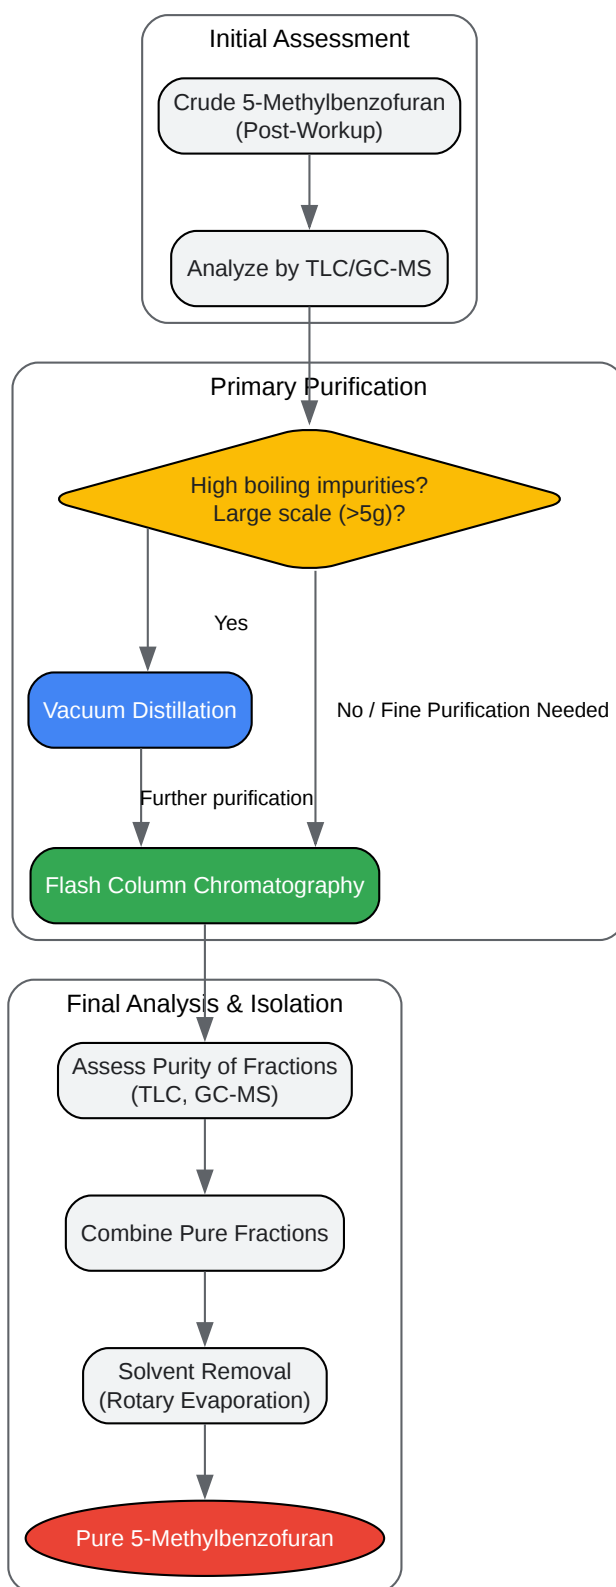 Initial Assessment
Crude 5-Methylbenzofuran
(Post-Workup)
Analyze by TLC/GC-MS
Primary Purification
High boiling impurities?
Large scale (>5g)?
Yes
Vacuum Distillation
No / Fine Purification Needed
Further purification
Flash Column Chromatography
Final Analysis & Isolation
Assess Purity of Fractions
(TLC, GC-MS)
Combine Pure Fractions
Solvent Removal
(Rotary Evaporation)
Pure 5-Methylbenzofuran